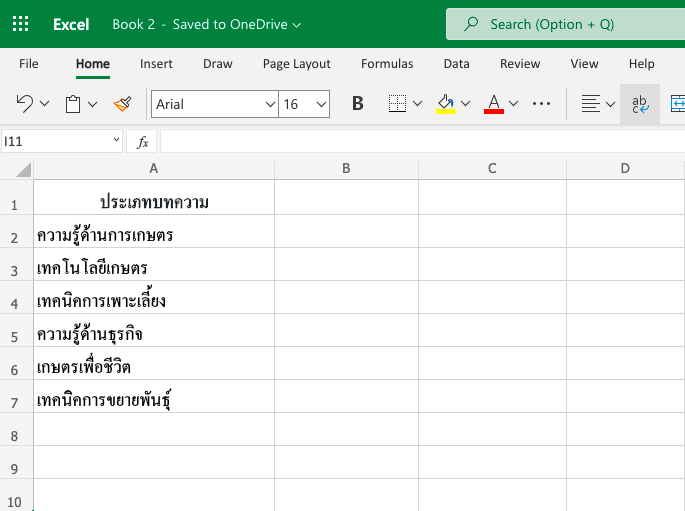 Excel Book 2 - Saved to OneDrive Search (Option + Q)
File Home Insert Draw Page Layout Formulas Data Review View Help
Arial 16 B A ab c
I11 fx
A B C D
1 ประเภทบทความ
2 ความรู้ด้านการเกษตร
3 เทคโนโลยีเกษตร
4 เทคนิคการเพาะเลี้ยง
5 ความรู้ด้านธุรกิจ
6 เกษตรเพื่อชีวิต
7 เทคนิคการขยายพันธุ์
8
9
10